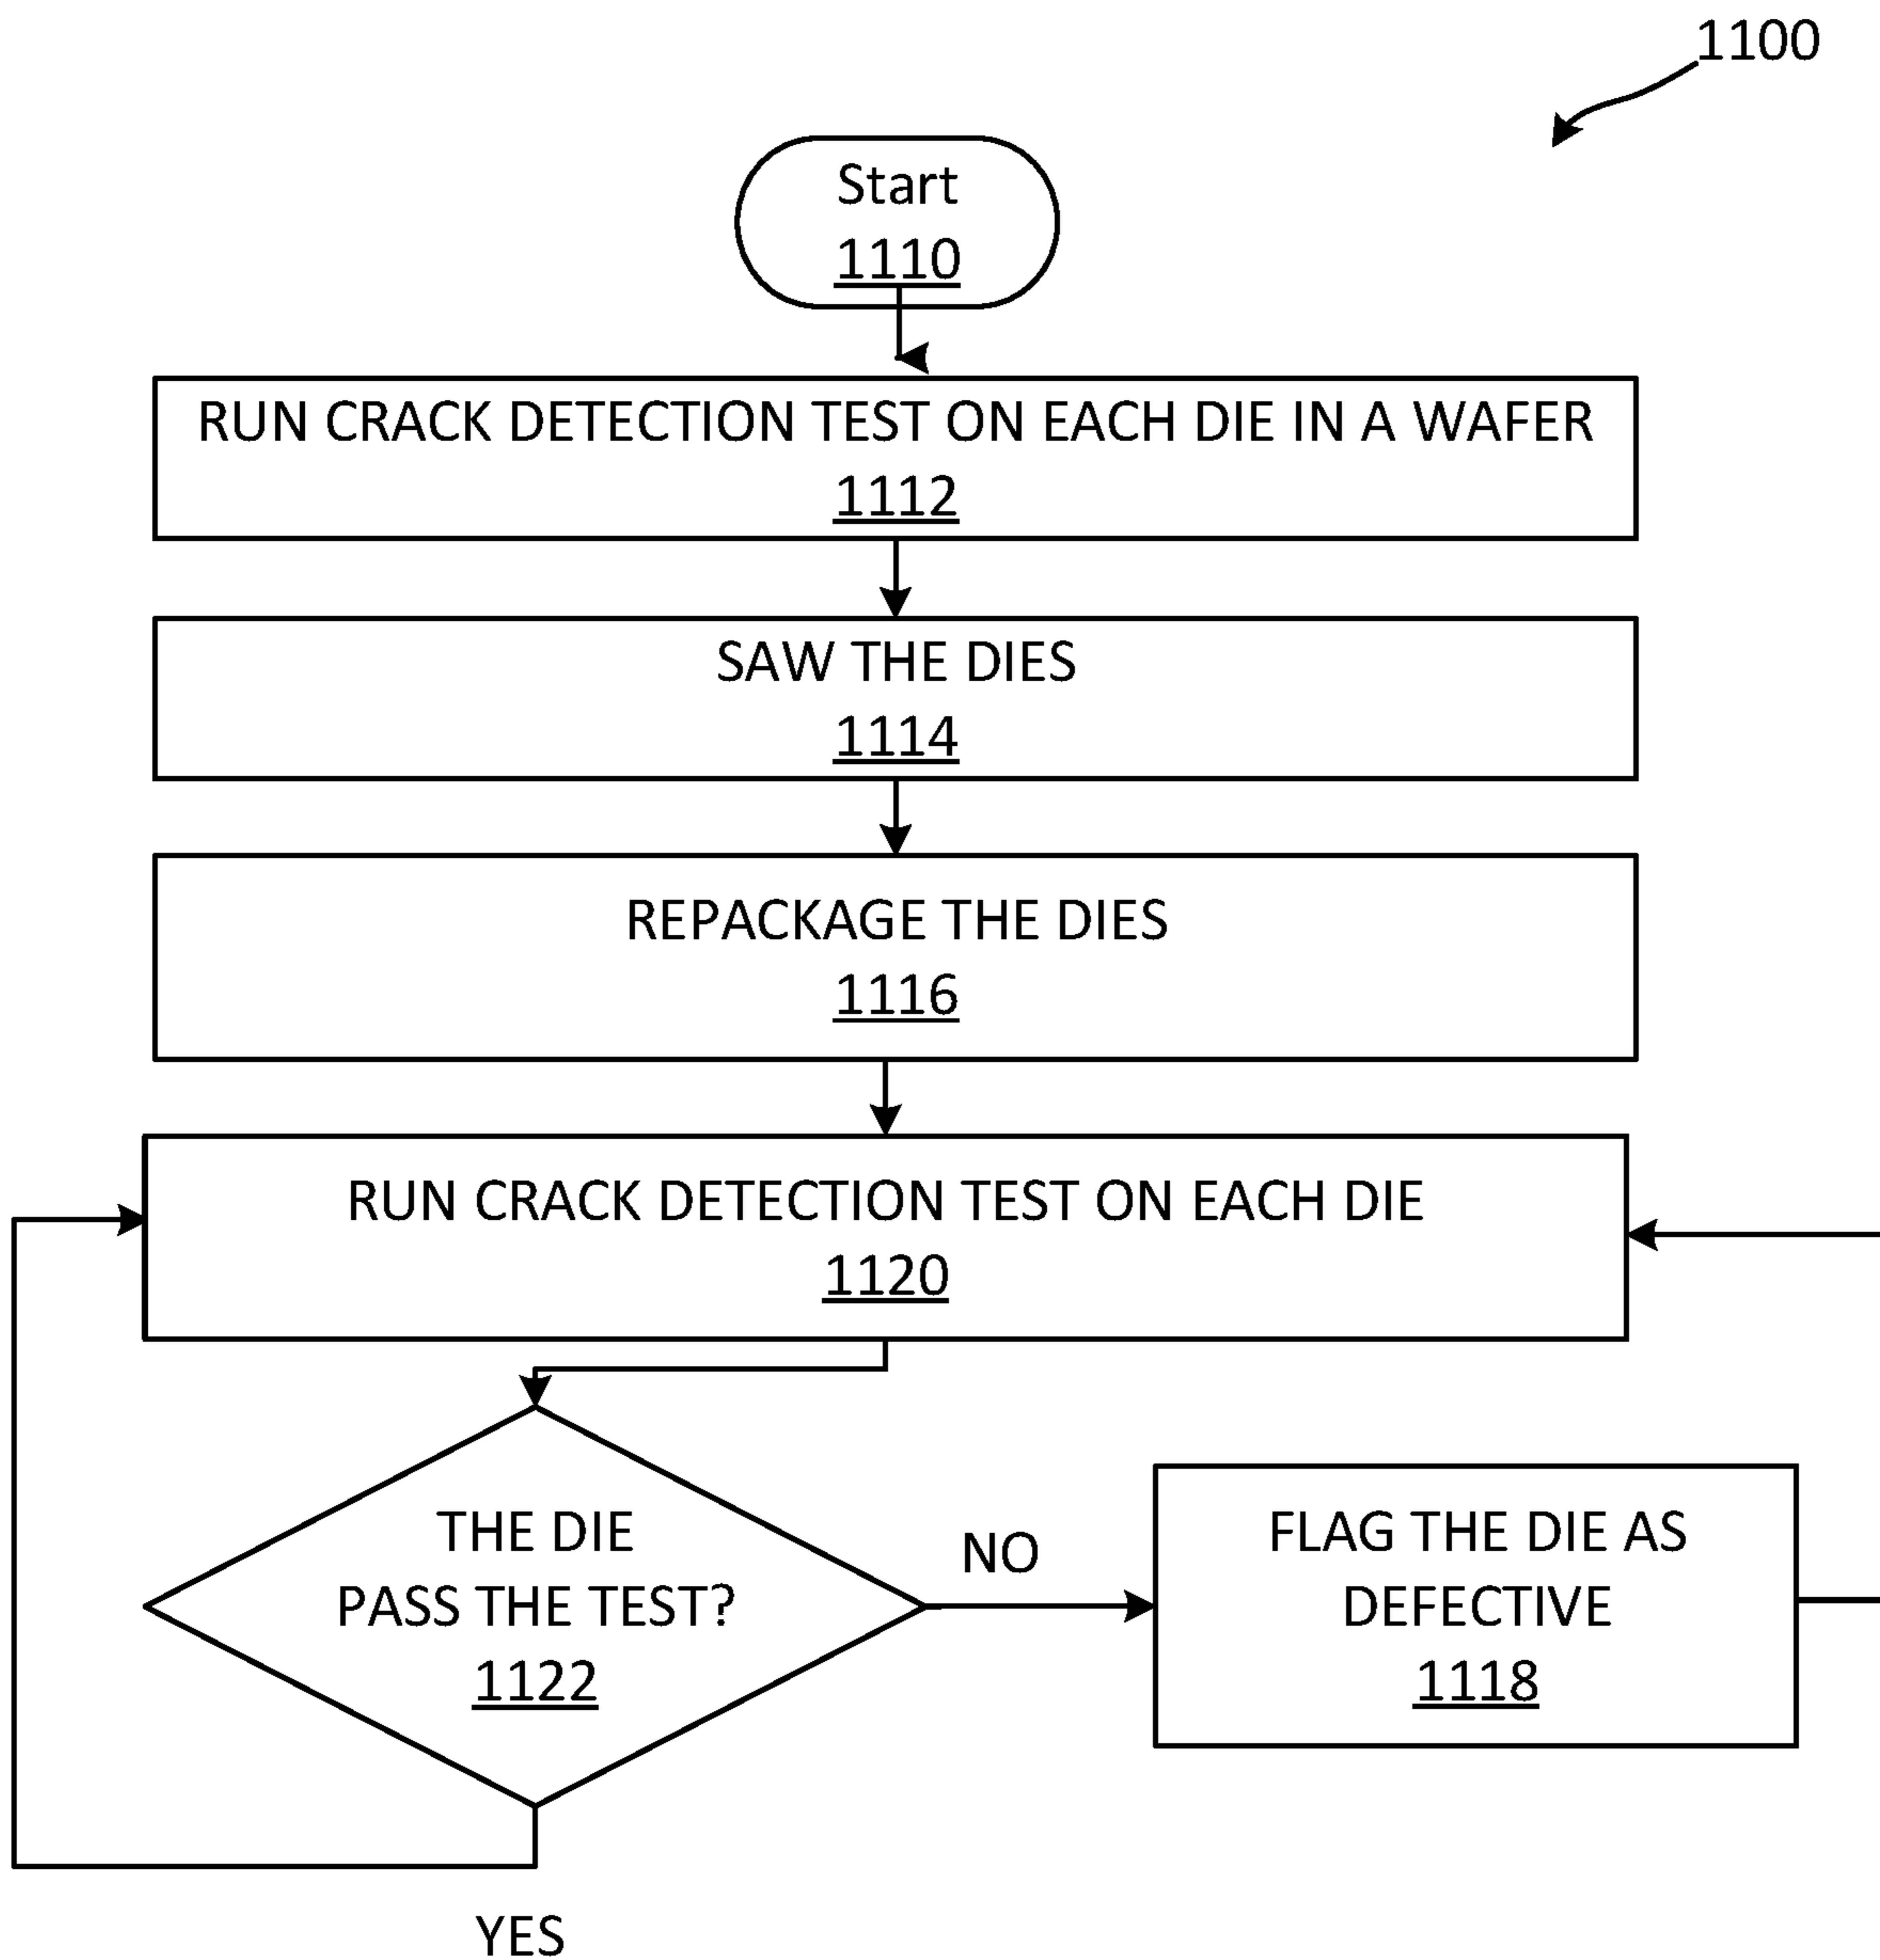 1100
Start
1110
RUN CRACK DETECTION TEST ON EACH DIE IN A WAFER
1112
SAW THE DIES
1114
REPACKAGE THE DIES
1116
RUN CRACK DETECTION TEST ON EACH DIE
1120
THE DIE
PASS THE TEST?
1122
NO
FLAG THE DIE AS
DEFECTIVE
1118
YES